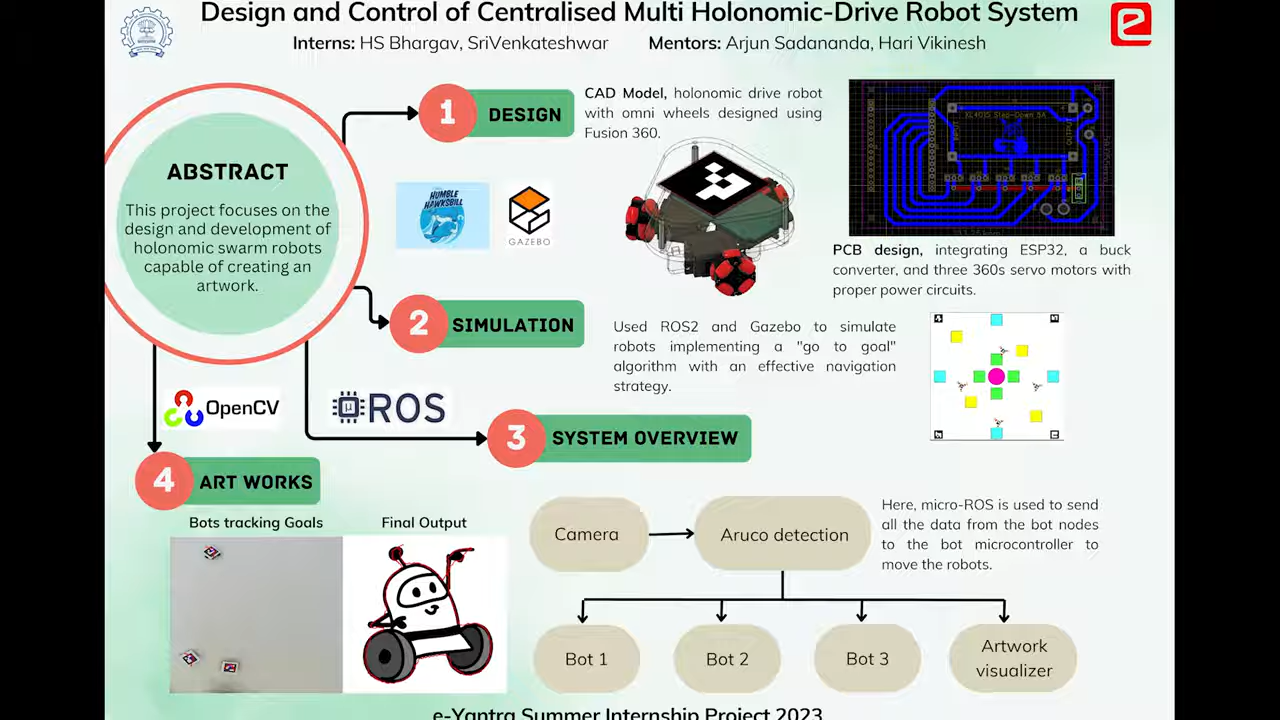 Design and Control of Centralised Multi Holonomic-Drive Robot System
Interns: HS Bhargav, SriVenkateshwar Mentors: Arjun Sadananda, Hari Vikinesh
ABSTRACT
This project focuses on the
design and development of
holonomic swarm robots
capable of creating an
artwork.
1 DESIGN
CAD Model, holonomic drive robot
with omni wheels designed using
Fusion 360.
HUMBLE
HAWKSBILL
GAZEBO
XL4015 Step-Down 5A
PCB design, integrating ESP32, a buck
converter, and three 360s servo motors with
proper power circuits.
2 SIMULATION
Used ROS2 and Gazebo to simulate
robots implementing a "go to goal"
algorithm with an effective navigation
strategy.
OpenCV
µROS
3 SYSTEM OVERVIEW
4 ART WORKS
Bots tracking Goals
Final Output
Camera
Aruco detection
Here, micro-ROS is used to send
all the data from the bot nodes
to the bot microcontroller to
move the robots.
Bot 1
Bot 2
Bot 3
Artwork
visualizer
e-Yantra Summer Internship Project 2023